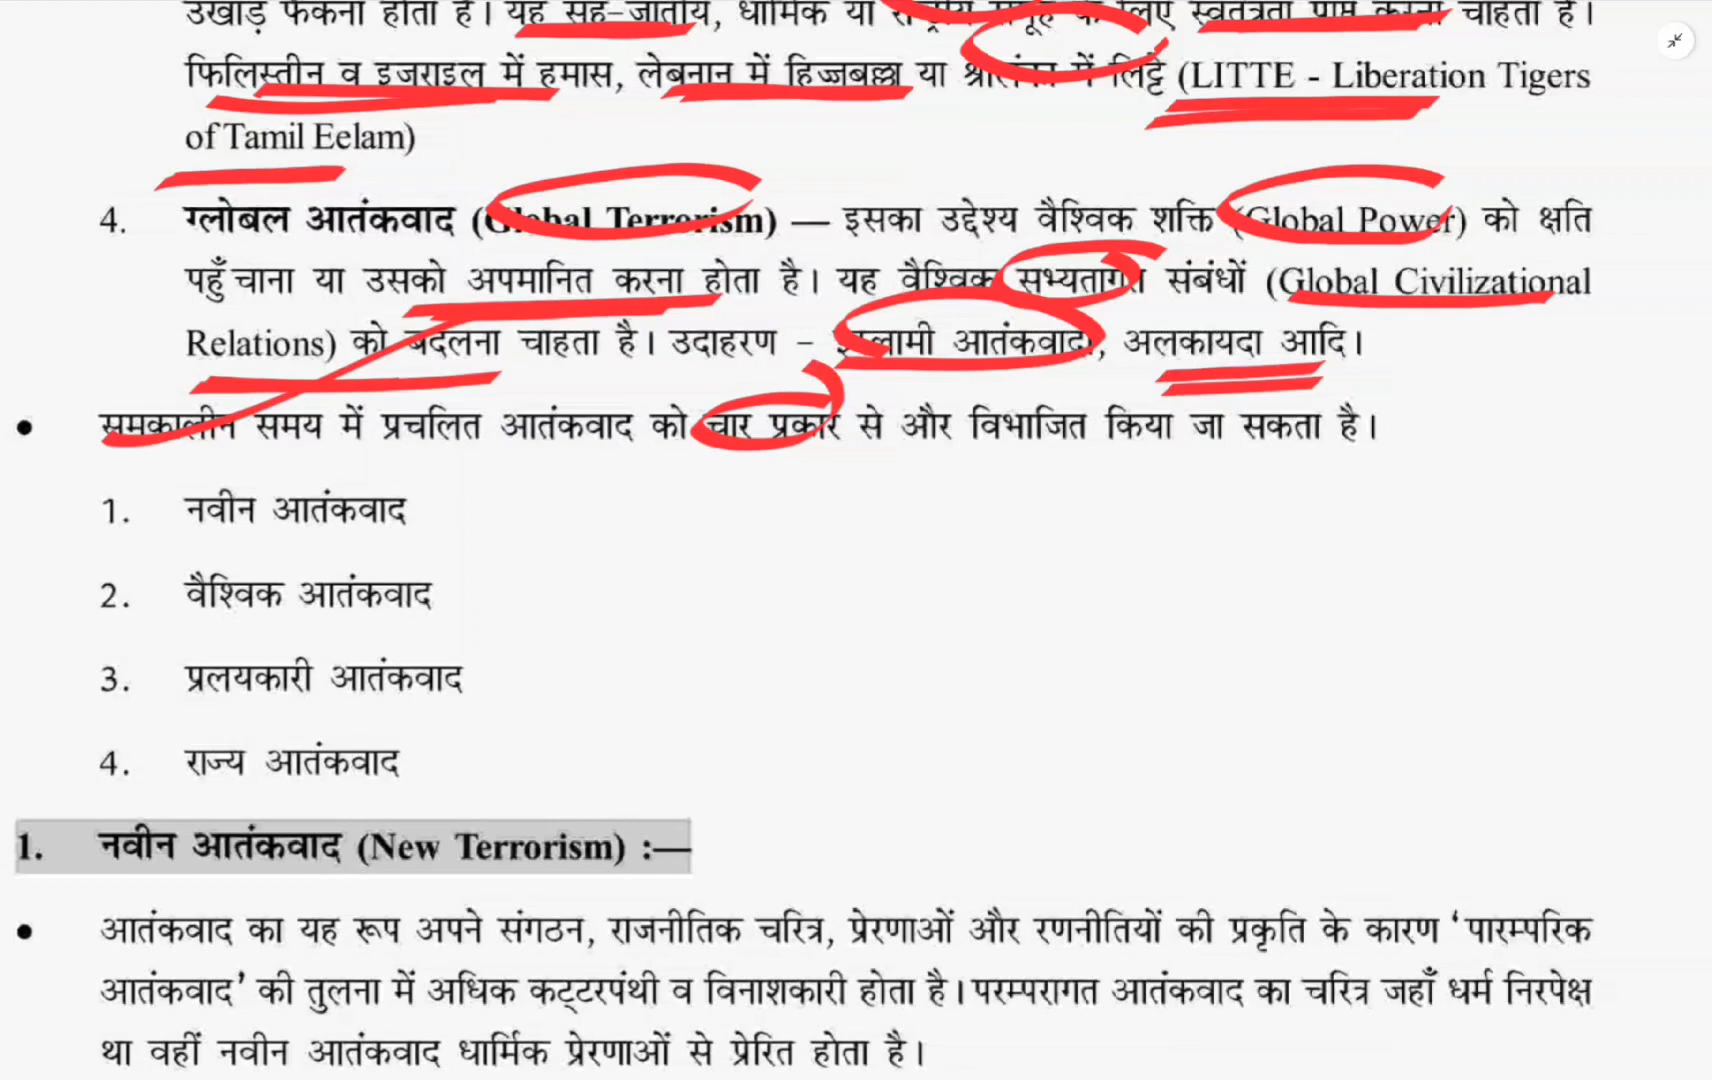 उखाड़ फेंकना होता है। यह सह-जातीय, धार्मिक या राष्ट्रीय समूह के लिए स्वतंत्रता प्राप्त करना चाहता है।
फिलिस्तीन व इजराइल में हमास, लेबनान में हिज्जबल्ला या श्रीलंका में लिट्टे (LITTE - Liberation Tigers
of Tamil Eelam)
4. ग्लोबल आतंकवाद (Global Terrorism) — इसका उद्देश्य वैश्विक शक्ति (Global Power) को क्षति
पहुँचाना या उसको अपमानित करना होता है। यह वैश्विक सभ्यतागत संबंधों (Global Civilizational
Relations) को बदलना चाहता है। उदाहरण - इस्लामी आतंकवाद, अलकायदा आदि।
• समकालीन समय में प्रचलित आतंकवाद को चार प्रकार से और विभाजित किया जा सकता है।
1. नवीन आतंकवाद
2. वैश्विक आतंकवाद
3. प्रलयकारी आतंकवाद
4. राज्य आतंकवाद
1. नवीन आतंकवाद (New Terrorism) :—
• आतंकवाद का यह रूप अपने संगठन, राजनीतिक चरित्र, प्रेरणाओं और रणनीतियों की प्रकृति के कारण ‘पारम्परिक
आतंकवाद’ की तुलना में अधिक कट्टरपंथी व विनाशकारी होता है। परम्परागत आतंकवाद का चरित्र जहाँ धर्म निरपेक्ष
था वहीं नवीन आतंकवाद धार्मिक प्रेरणाओं से प्रेरित होता है।